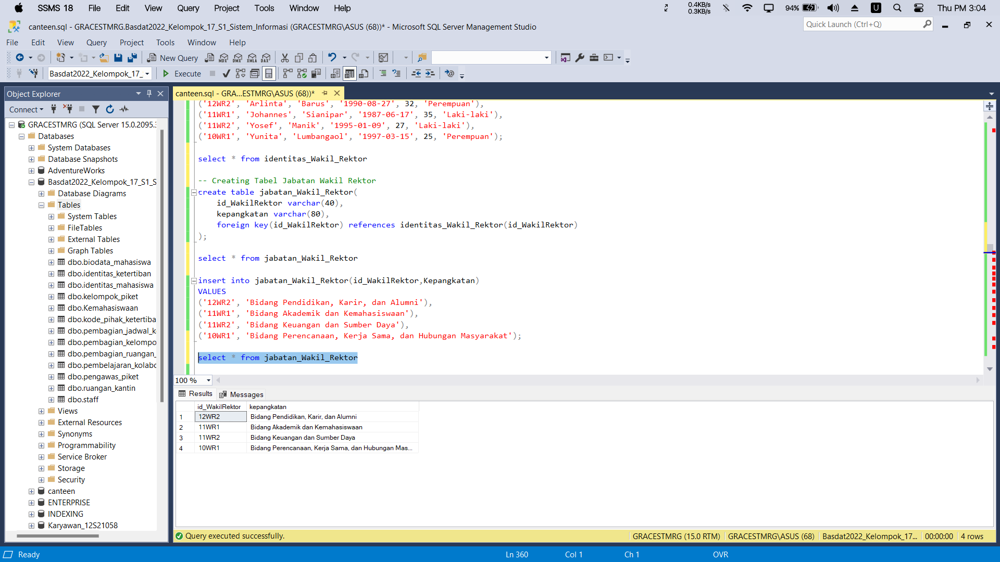 SSMS 18 File Edit View Query Project Tools Window Help
0.4KB/s
0.3KB/s
94%
U
Thu PM 3:04
canteen.sql - GRACESTMRG.Basdat2022_Kelompok_17_S1_Sistem_Informasi (GRACESTMRG\ASUS (68))* - Microsoft SQL Server Management Studio
Quick Launch (Ctrl+Q)
File Edit View Query Project Tools Window Help
New Query
MDX DMX XMLA DAX
Basdat2022_Kelompok_17_
Execute
Object Explorer
Connect
GRACESTMRG (SQL Server 15.0.2095.3
Databases
System Databases
Database Snapshots
AdventureWorks
Basdat2022_Kelompok_17_S1_S
Database Diagrams
Tables
System Tables
FileTables
External Tables
Graph Tables
dbo.biodata_mahasiswa
dbo.identitas_ketertiban
dbo.identitas_mahasiswa
dbo.kelompok_piket
dbo.Kemahasiswaan
dbo.kode_pihak_ketertiba
dbo.pembagian_jadwal_k
dbo.pembagian_kelompo
dbo.pembagian_ruangan_
dbo.pembelajaran_kolabo
dbo.pengawas_piket
dbo.ruangan_kantin
dbo.staff
Views
External Resources
Synonyms
Programmability
Service Broker
Storage
Security
canteen
ENTERPRISE
INDEXING
Karyawan_12S21058
canteen.sql - GRA...ESTMRG\ASUS (68))*
('12WR2', 'Arlinta', 'Barus', '1990-08-27', 32, 'Perempuan'),
('11WR1', 'Johannes', 'Sianipar', '1987-06-17', 35, 'Laki-laki'),
('11WR2', 'Yosef', 'Manik', '1995-01-09', 27, 'Laki-laki'),
('10WR1', 'Yunita', 'Lumbangaol', '1997-03-15', 25, 'Perempuan');
select * from identitas_Wakil_Rektor
-- Creating Tabel Jabatan Wakil Rektor
create table jabatan_Wakil_Rektor(
id_WakilRektor varchar(40),
kepangkatan varchar(80),
foreign key(id_WakilRektor) references identitas_Wakil_Rektor(id_WakilRektor)
);
select * from jabatan_Wakil_Rektor
insert into jabatan_Wakil_Rektor(id_WakilRektor,Kepangkatan)
VALUES
('12WR2', 'Bidang Pendidikan, Karir, dan Alumni'),
('11WR1', 'Bidang Akademik dan Kemahasiswaan'),
('11WR2', 'Bidang Keuangan dan Sumber Daya'),
('10WR1', 'Bidang Perencanaan, Kerja Sama, dan Hubungan Masyarakat');
select * from jabatan_Wakil_Rektor
100 %
Results Messages
id_WakilRektor kepangkatan
1 12WR2 Bidang Pendidikan, Karir, dan Alumni
2 11WR1 Bidang Akademik dan Kemahasiswaan
3 11WR2 Bidang Keuangan dan Sumber Daya
4 10WR1 Bidang Perencanaan, Kerja Sama, dan Hubungan Mas...
Query executed successfully.
GRACESTMRG (15.0 RTM) GRACESTMRG\ASUS (68) Basdat2022_Kelompok_17... 00:00:00 4 rows
Ready Ln 360 Col 1 Ch 1 OVR